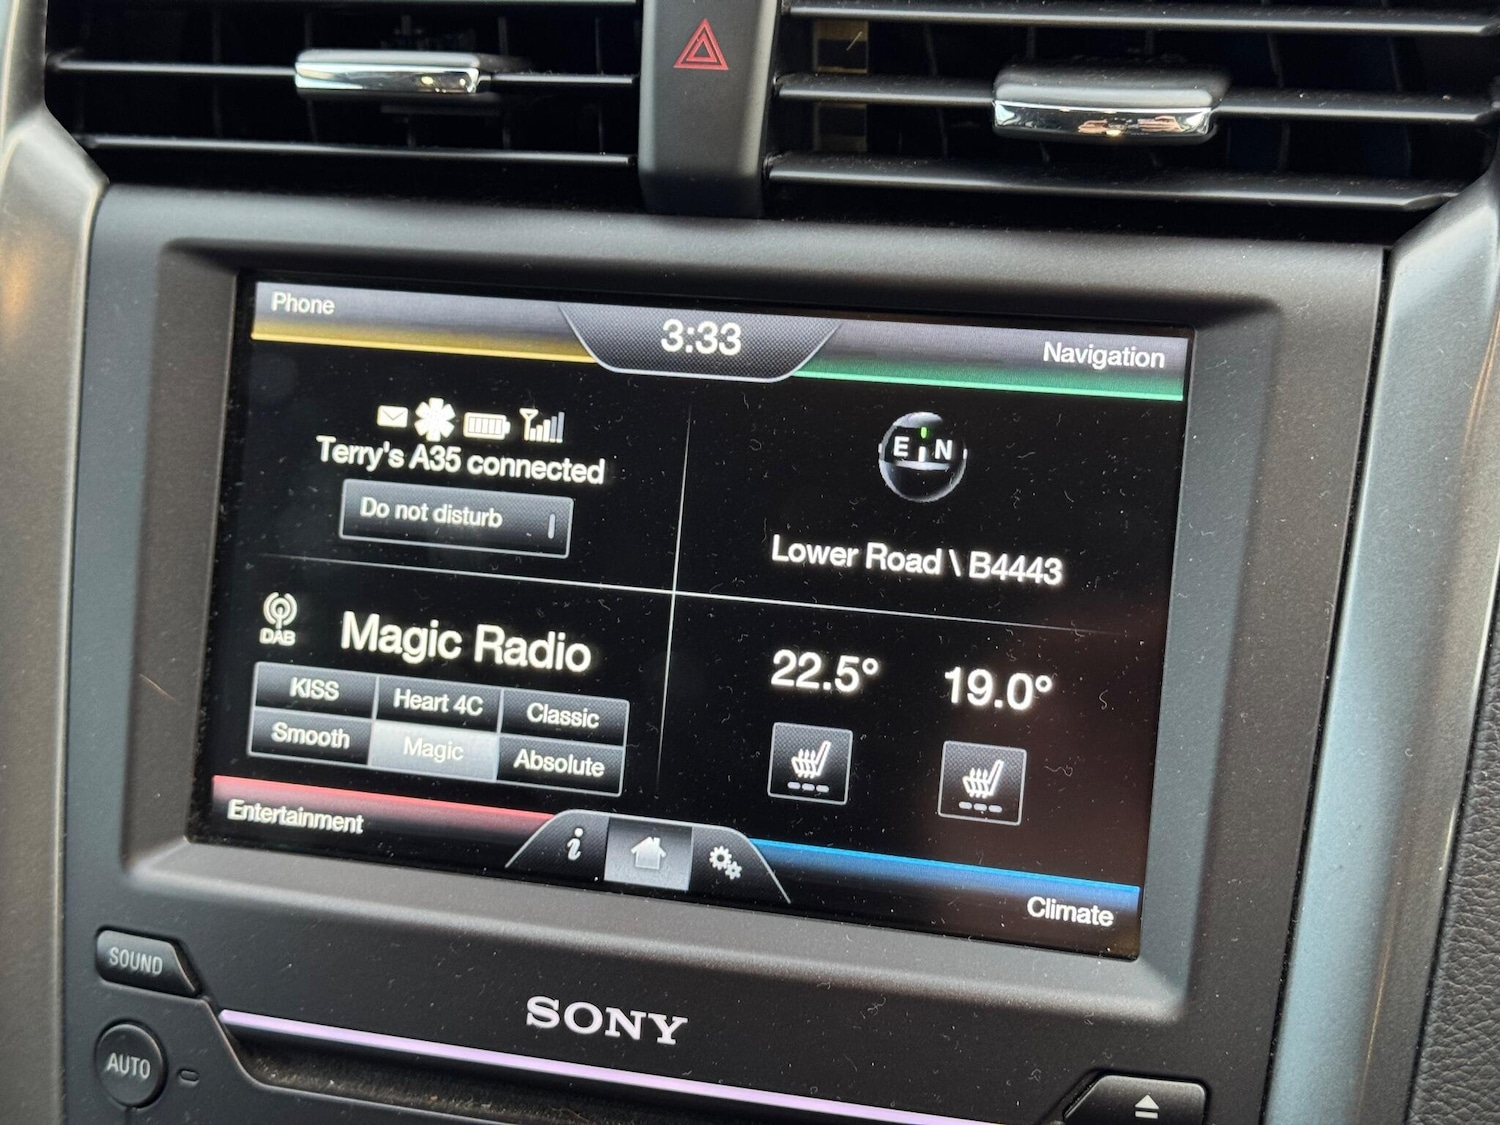 Phone
3:33
Navigation
Terry's A35 connected
Do not disturb
E N
Lower Road \ B4443
DAB
Magic Radio
KISS Heart 4C Classic
Smooth Magic Absolute
22.5° 19.0°
Entertainment
i
Climate
SOUND
SONY
AUTO